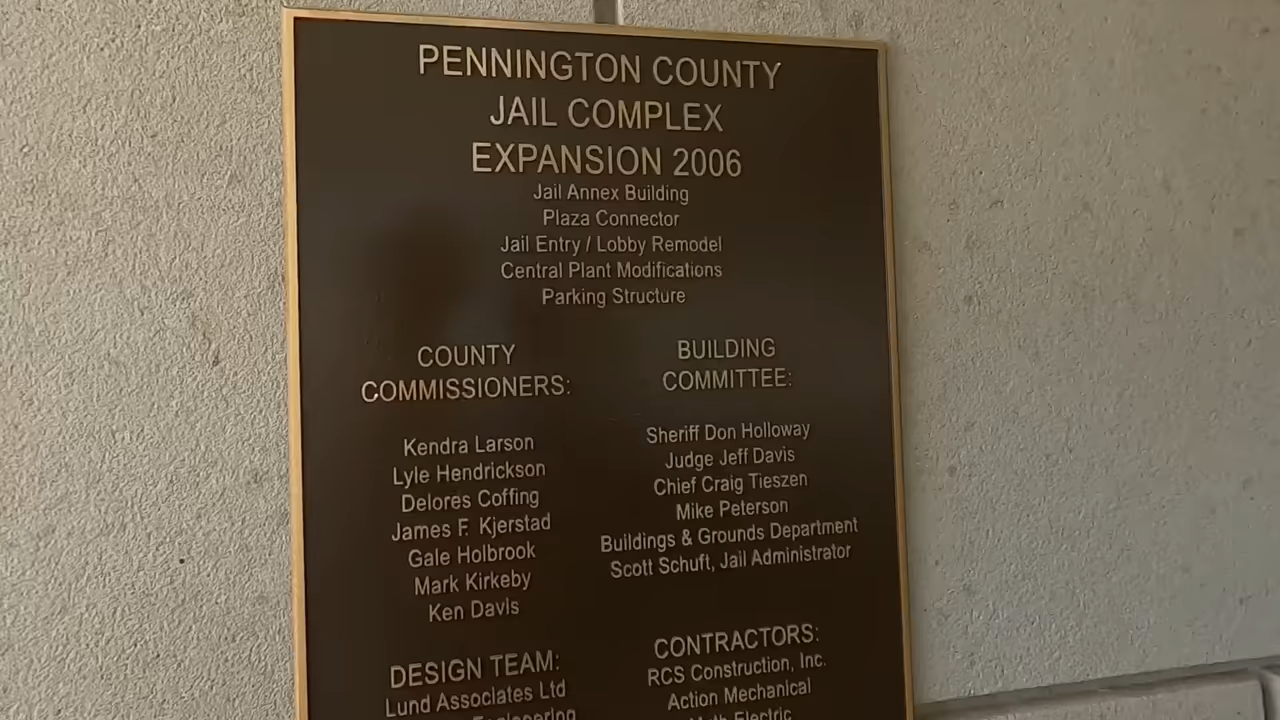 PENNINGTON COUNTY
JAIL COMPLEX
EXPANSION 2006
Jail Annex Building
Plaza Connector
Jail Entry / Lobby Remodel
Central Plant Modifications
Parking Structure
COUNTY
COMMISSIONERS:
Kendra Larson
Lyle Hendrickson
Delores Coffing
James F. Kjerstad
Gale Holbrook
Mark Kirkeby
Ken Davis
BUILDING
COMMITTEE:
Sheriff Don Holloway
Judge Jeff Davis
Chief Craig Tieszen
Mike Peterson
Buildings & Grounds Department
Scott Schuft, Jail Administrator
DESIGN TEAM:
Lund Associates Ltd
Engineering
CONTRACTORS:
RCS Construction, Inc.
Action Mechanical
Electric